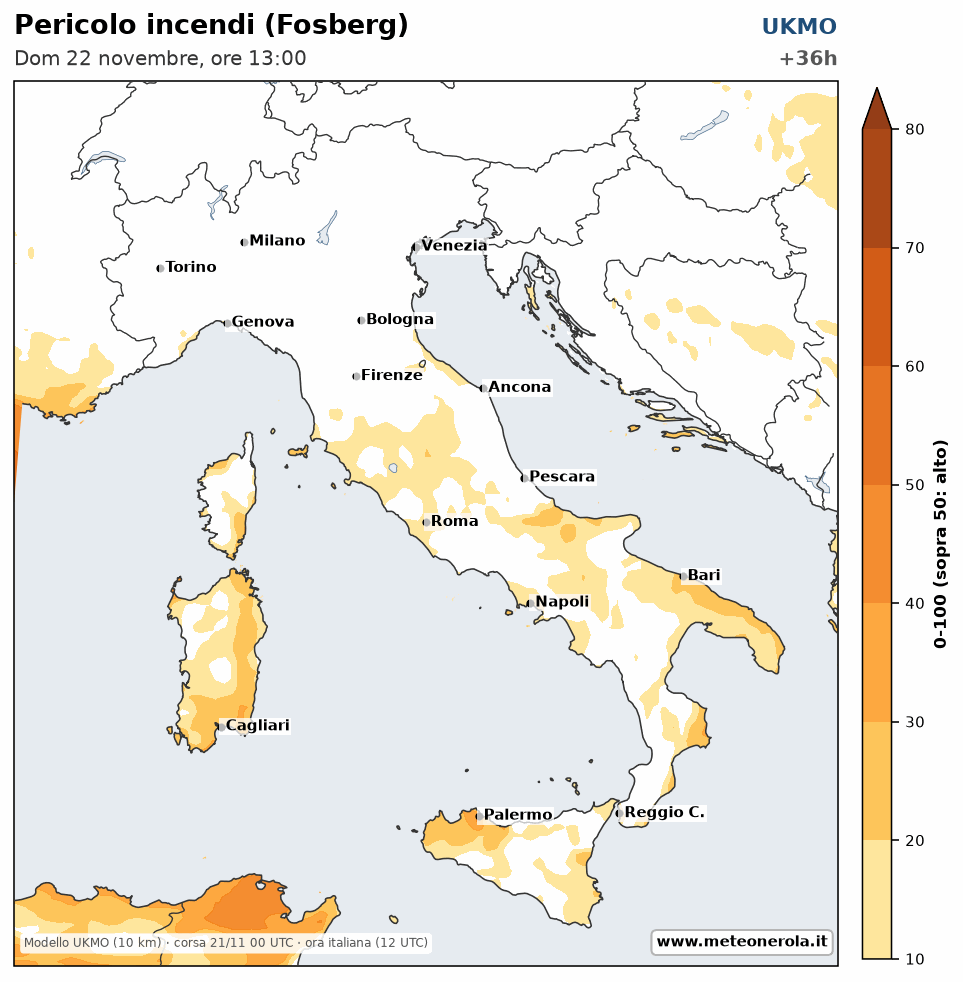 Pericolo incendi (Fosberg)
UKMO
Dom 22 novembre, ore 13:00
+36h
80
70
60
50
40
30
20
10
0-100 (sopra 50: alto)
Milano
Venezia
Torino
Genova
Bologna
Firenze
Ancona
Pescara
Roma
Bari
Napoli
Cagliari
Palermo
Reggio C.
Modello UKMO (10 km) · corsa 21/11 00 UTC · ora italiana (12 UTC)
www.meteonerola.it